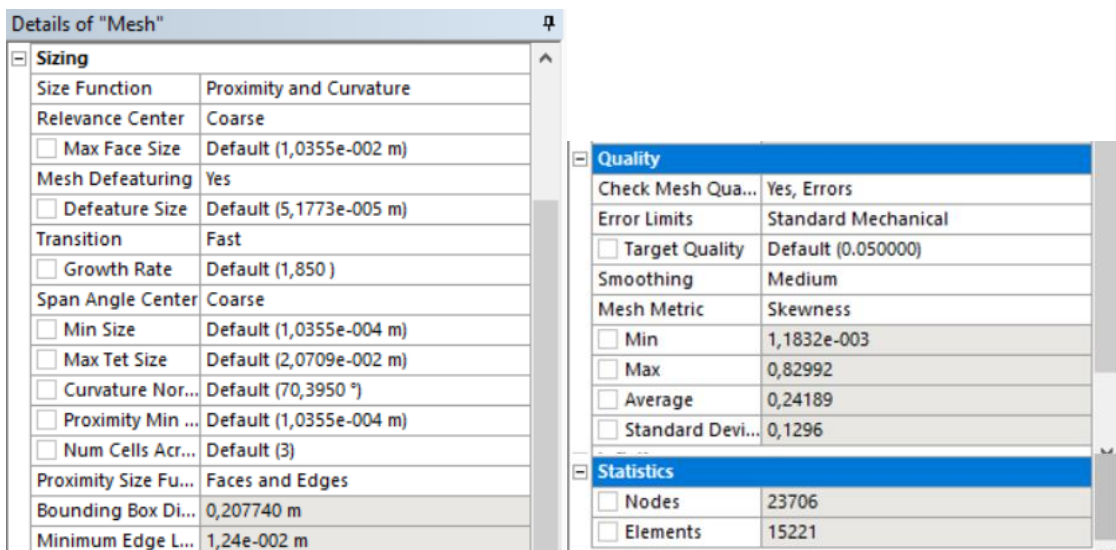 Details of "Mesh"
Sizing
Size Function Proximity and Curvature
Relevance Center Coarse
Max Face Size Default (1,0355e-002 m)
Mesh Defeaturing Yes
Defeature Size Default (5,1773e-005 m)
Transition Fast
Growth Rate Default (1,850 )
Span Angle Center Coarse
Min Size Default (1,0355e-004 m)
Max Tet Size Default (2,0709e-002 m)
Curvature Nor... Default (70,3950 °)
Proximity Min ... Default (1,0355e-004 m)
Num Cells Acr... Default (3)
Proximity Size Fu... Faces and Edges
Bounding Box Di... 0,207740 m
Minimum Edge L... 1,24e-002 m
Quality
Check Mesh Qua... Yes, Errors
Error Limits Standard Mechanical
Target Quality Default (0.050000)
Smoothing Medium
Mesh Metric Skewness
Min 1,1832e-003
Max 0,82992
Average 0,24189
Standard Devi... 0,1296
Statistics
Nodes 23706
Elements 15221